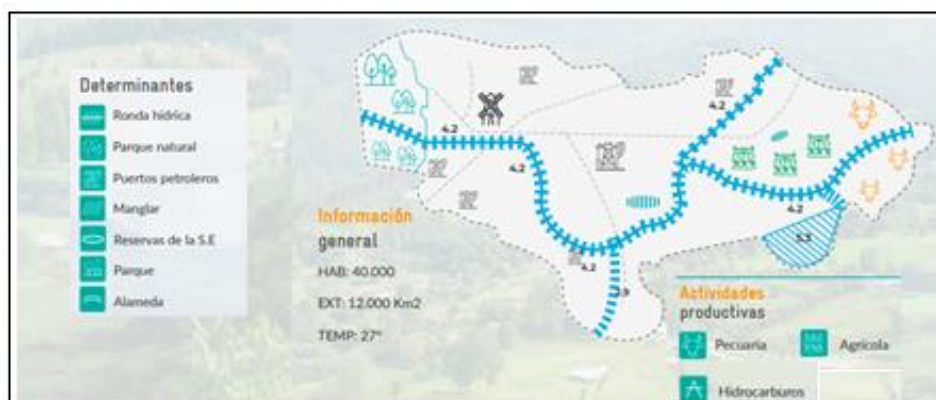 Determinantes
Ronda hídrica
Parque natural
Puertos petroleros
Manglar
Reservas de la S.E
Parque
Alameda
Información
general
HAB: 40.000
EXT: 12.000 Km2
TEMP: 27°
4.2
4.2
4.2
4.2
4.2
5.3
Actividades
productivas
Pecuaria
Agrícola
Hidrocarburos